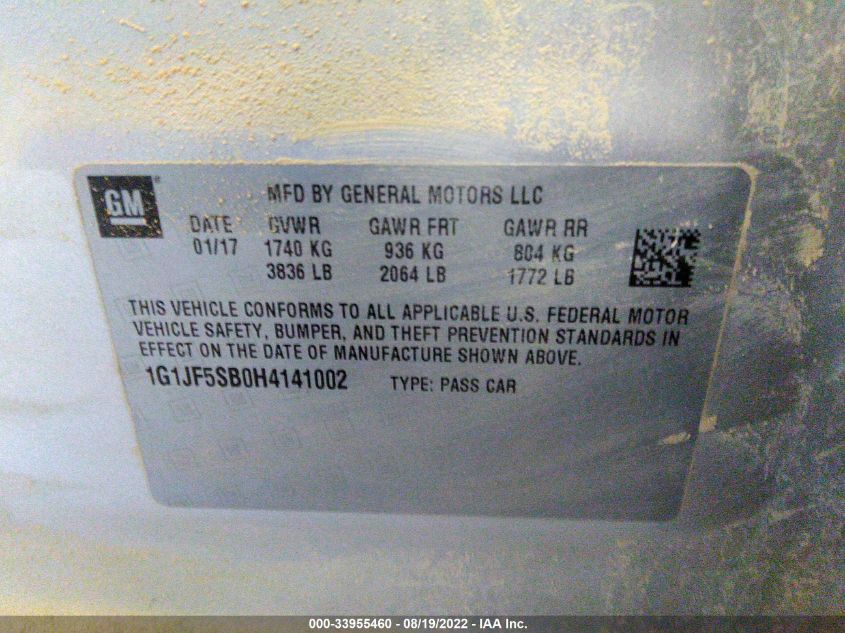 GM
MFD BY GENERAL MOTORS LLC
DATE GVWR GAWR FRT GAWR RR
01/17 1740 KG 936 KG 804 KG
3836 LB 2064 LB 1772 LB
THIS VEHICLE CONFORMS TO ALL APPLICABLE U.S. FEDERAL MOTOR
VEHICLE SAFETY, BUMPER, AND THEFT PREVENTION STANDARDS IN
EFFECT ON THE DATE OF MANUFACTURE SHOWN ABOVE.
1G1JF5SB0H4141002 TYPE: PASS CAR
000-33955460 - 08/19/2022 - IAA Inc.